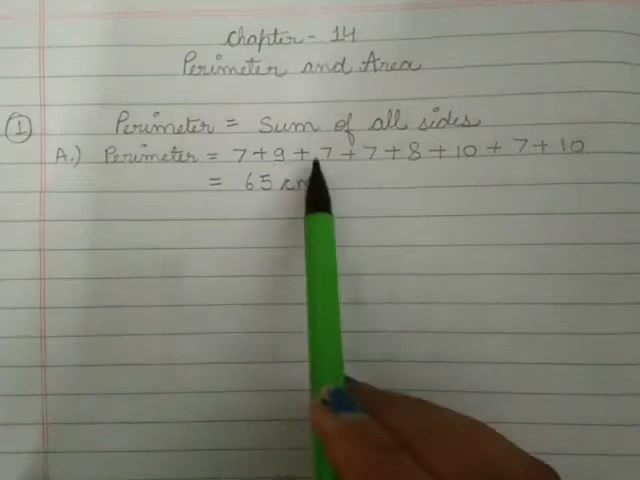 Chapter - 14
Perimeter and Area
1 Perimeter = Sum of all sides
A.) Perimeter = 7 + 9 + 7 + 7 + 8 + 10 + 7 + 10
= 65 cm